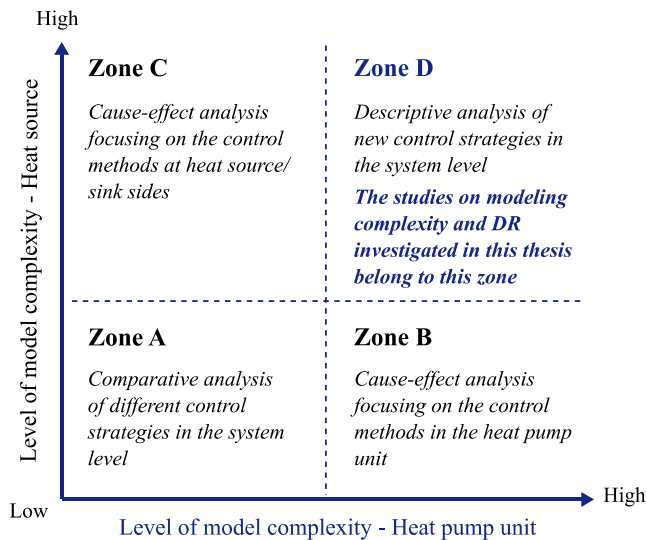 High
Level of model complexity - Heat source
Zone C
Cause-effect analysis
focusing on the control
methods at heat source/
sink sides
Zone D
Descriptive analysis of
new control strategies in
the system level
The studies on modeling
complexity and DR
investigated in this thesis
belong to this zone
Zone A
Comparative analysis
of different control
strategies in the system
level
Zone B
Cause-effect analysis
focusing on the control
methods in the heat pump
unit
Low
High
Level of model complexity - Heat pump unit